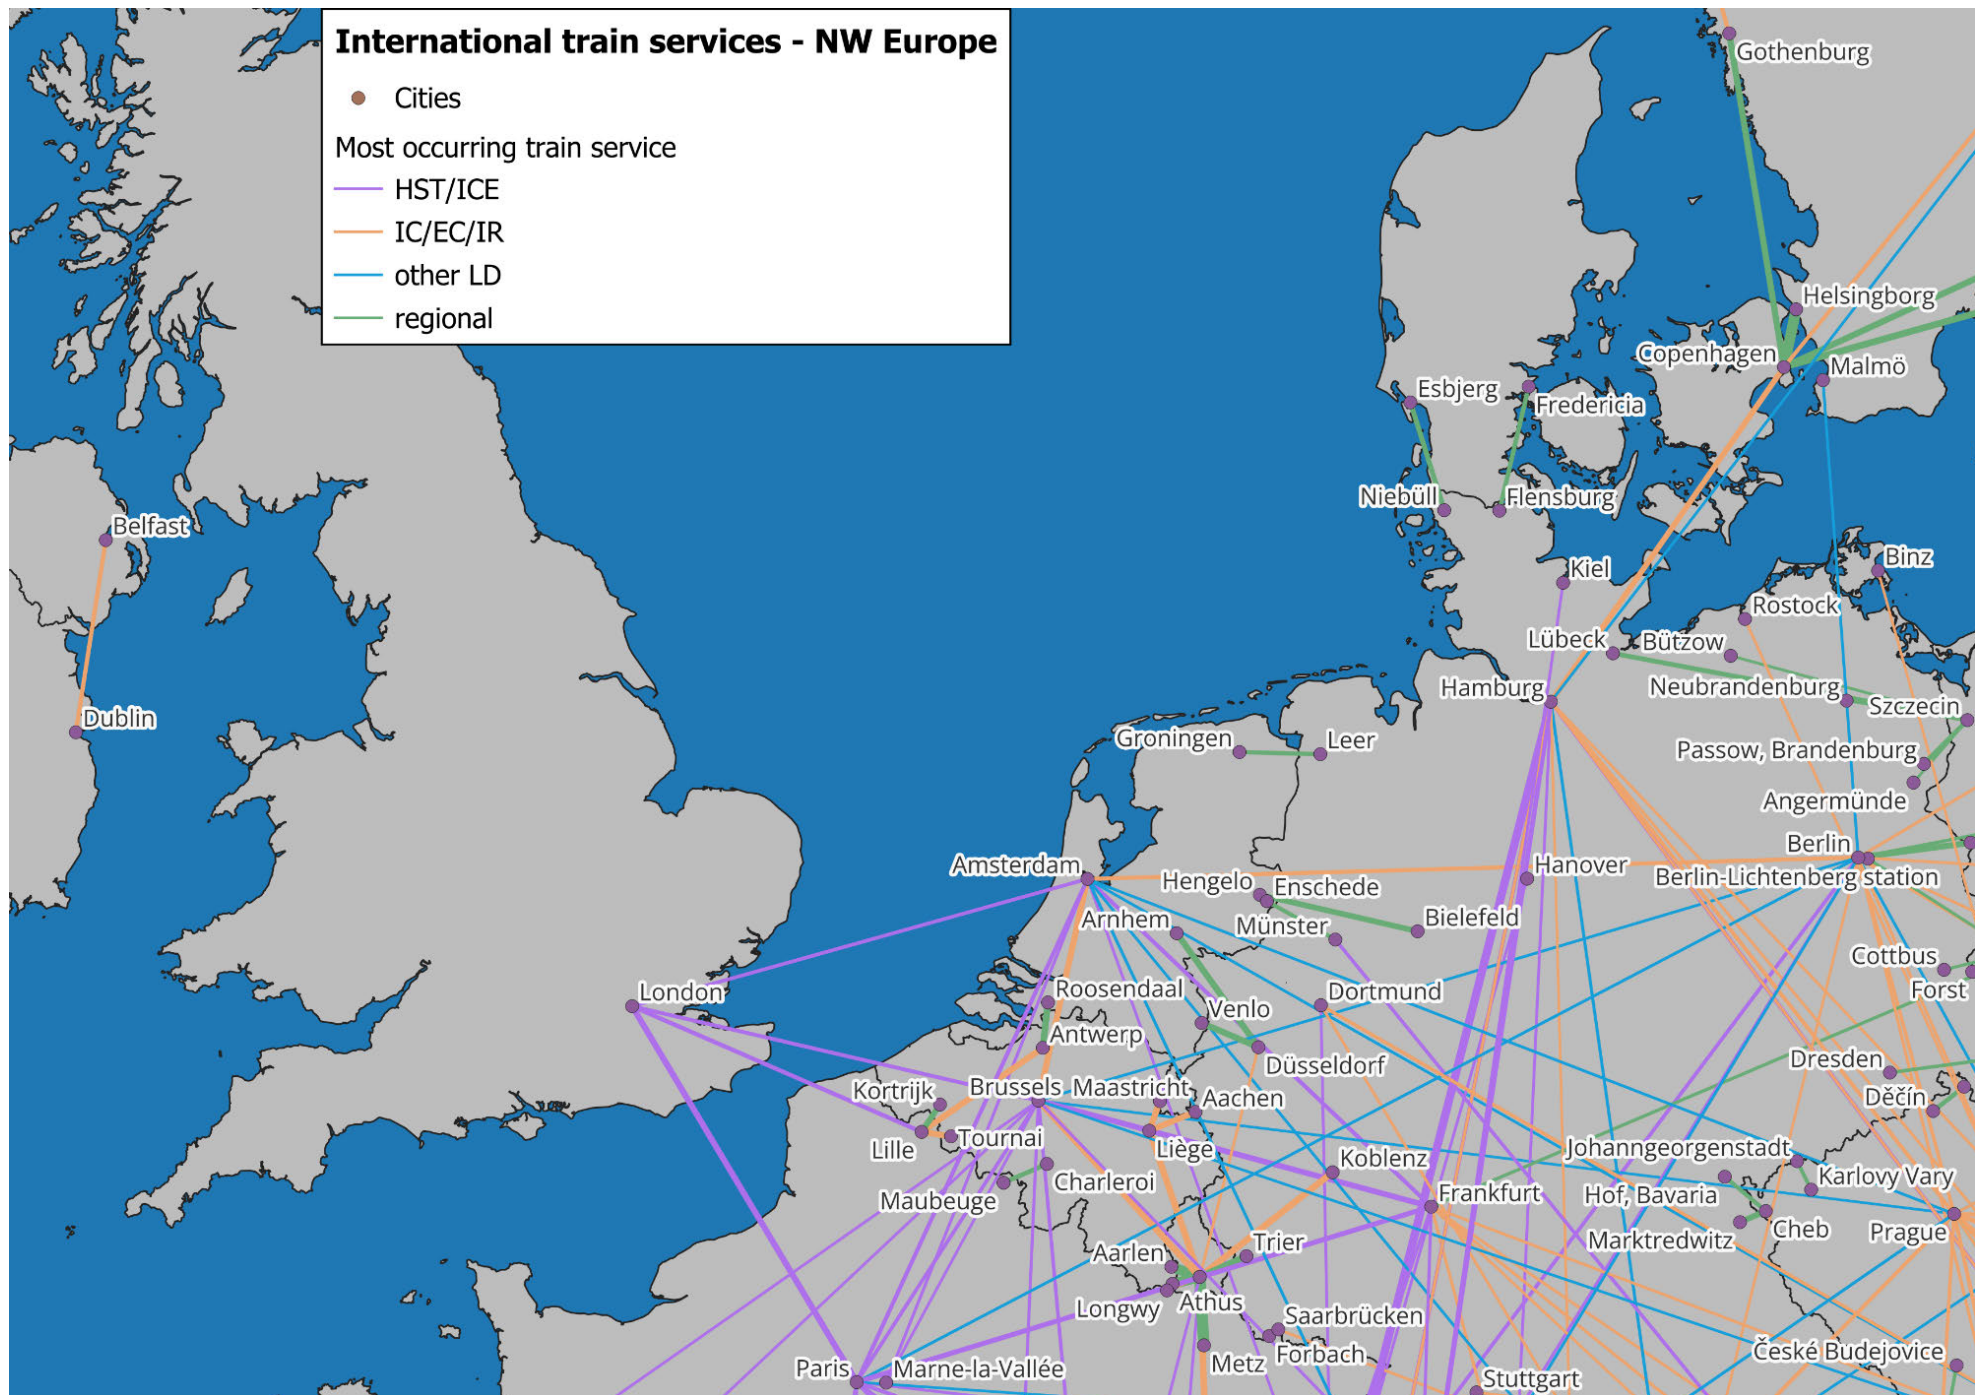 International train services - NW Europe
Cities
Most occurring train service
HST/ICE
IC/EC/IR
other LD
regional
Gothenburg
Helsingborg
Copenhagen
Malmö
Esbjerg
Fredericia
Niebüll
Flensburg
Belfast
Binz
Kiel
Rostock
Lübeck
Bützow
Hamburg
Neubrandenburg
Szczecin
Dublin
Groningen
Leer
Passow, Brandenburg
Angermünde
Berlin
Amsterdam
Hanover
Hengelo
Enschede
Berlin-Lichtenberg station
Arnhem
Münster
Bielefeld
Cottbus
London
Roosendaal
Dortmund
Forst
Venlo
Antwerp
Düsseldorf
Dresden
Kortrijk
Brussels
Maastricht
Aachen
Děčín
Lille
Tournai
Liège
Johanngeorgenstadt
Koblenz
Karlovy Vary
Charleroi
Maubeuge
Frankfurt
Hof, Bavaria
Cheb
Prague
Marktredwitz
Aarlen
Trier
Longwy
Athus
Saarbrücken
Forbach
Metz
České Budejovice
Paris
Marne-la-Vallée
Stuttgart